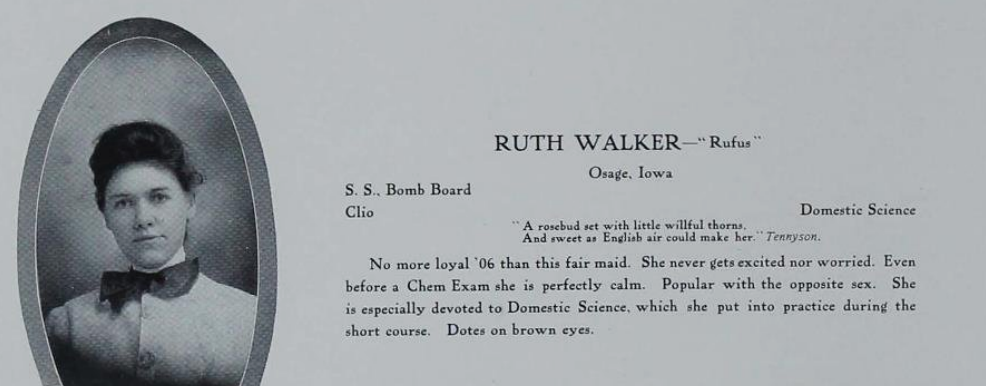 RUTH WALKER—"Rufus"
Osage, Iowa
S. S., Bomb Board
Clio
Domestic Science
"A rosebud set with little willful thorns,
And sweet as English air could make her." Tennyson.
No more loyal '06 than this fair maid. She never gets excited nor worried. Even
before a Chem Exam she is perfectly calm. Popular with the opposite sex. She
is especially devoted to Domestic Science, which she put into practice during the
short course. Dotes on brown eyes.